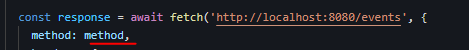 const response = await fetch('http://localhost:8080/events', {
method: method,